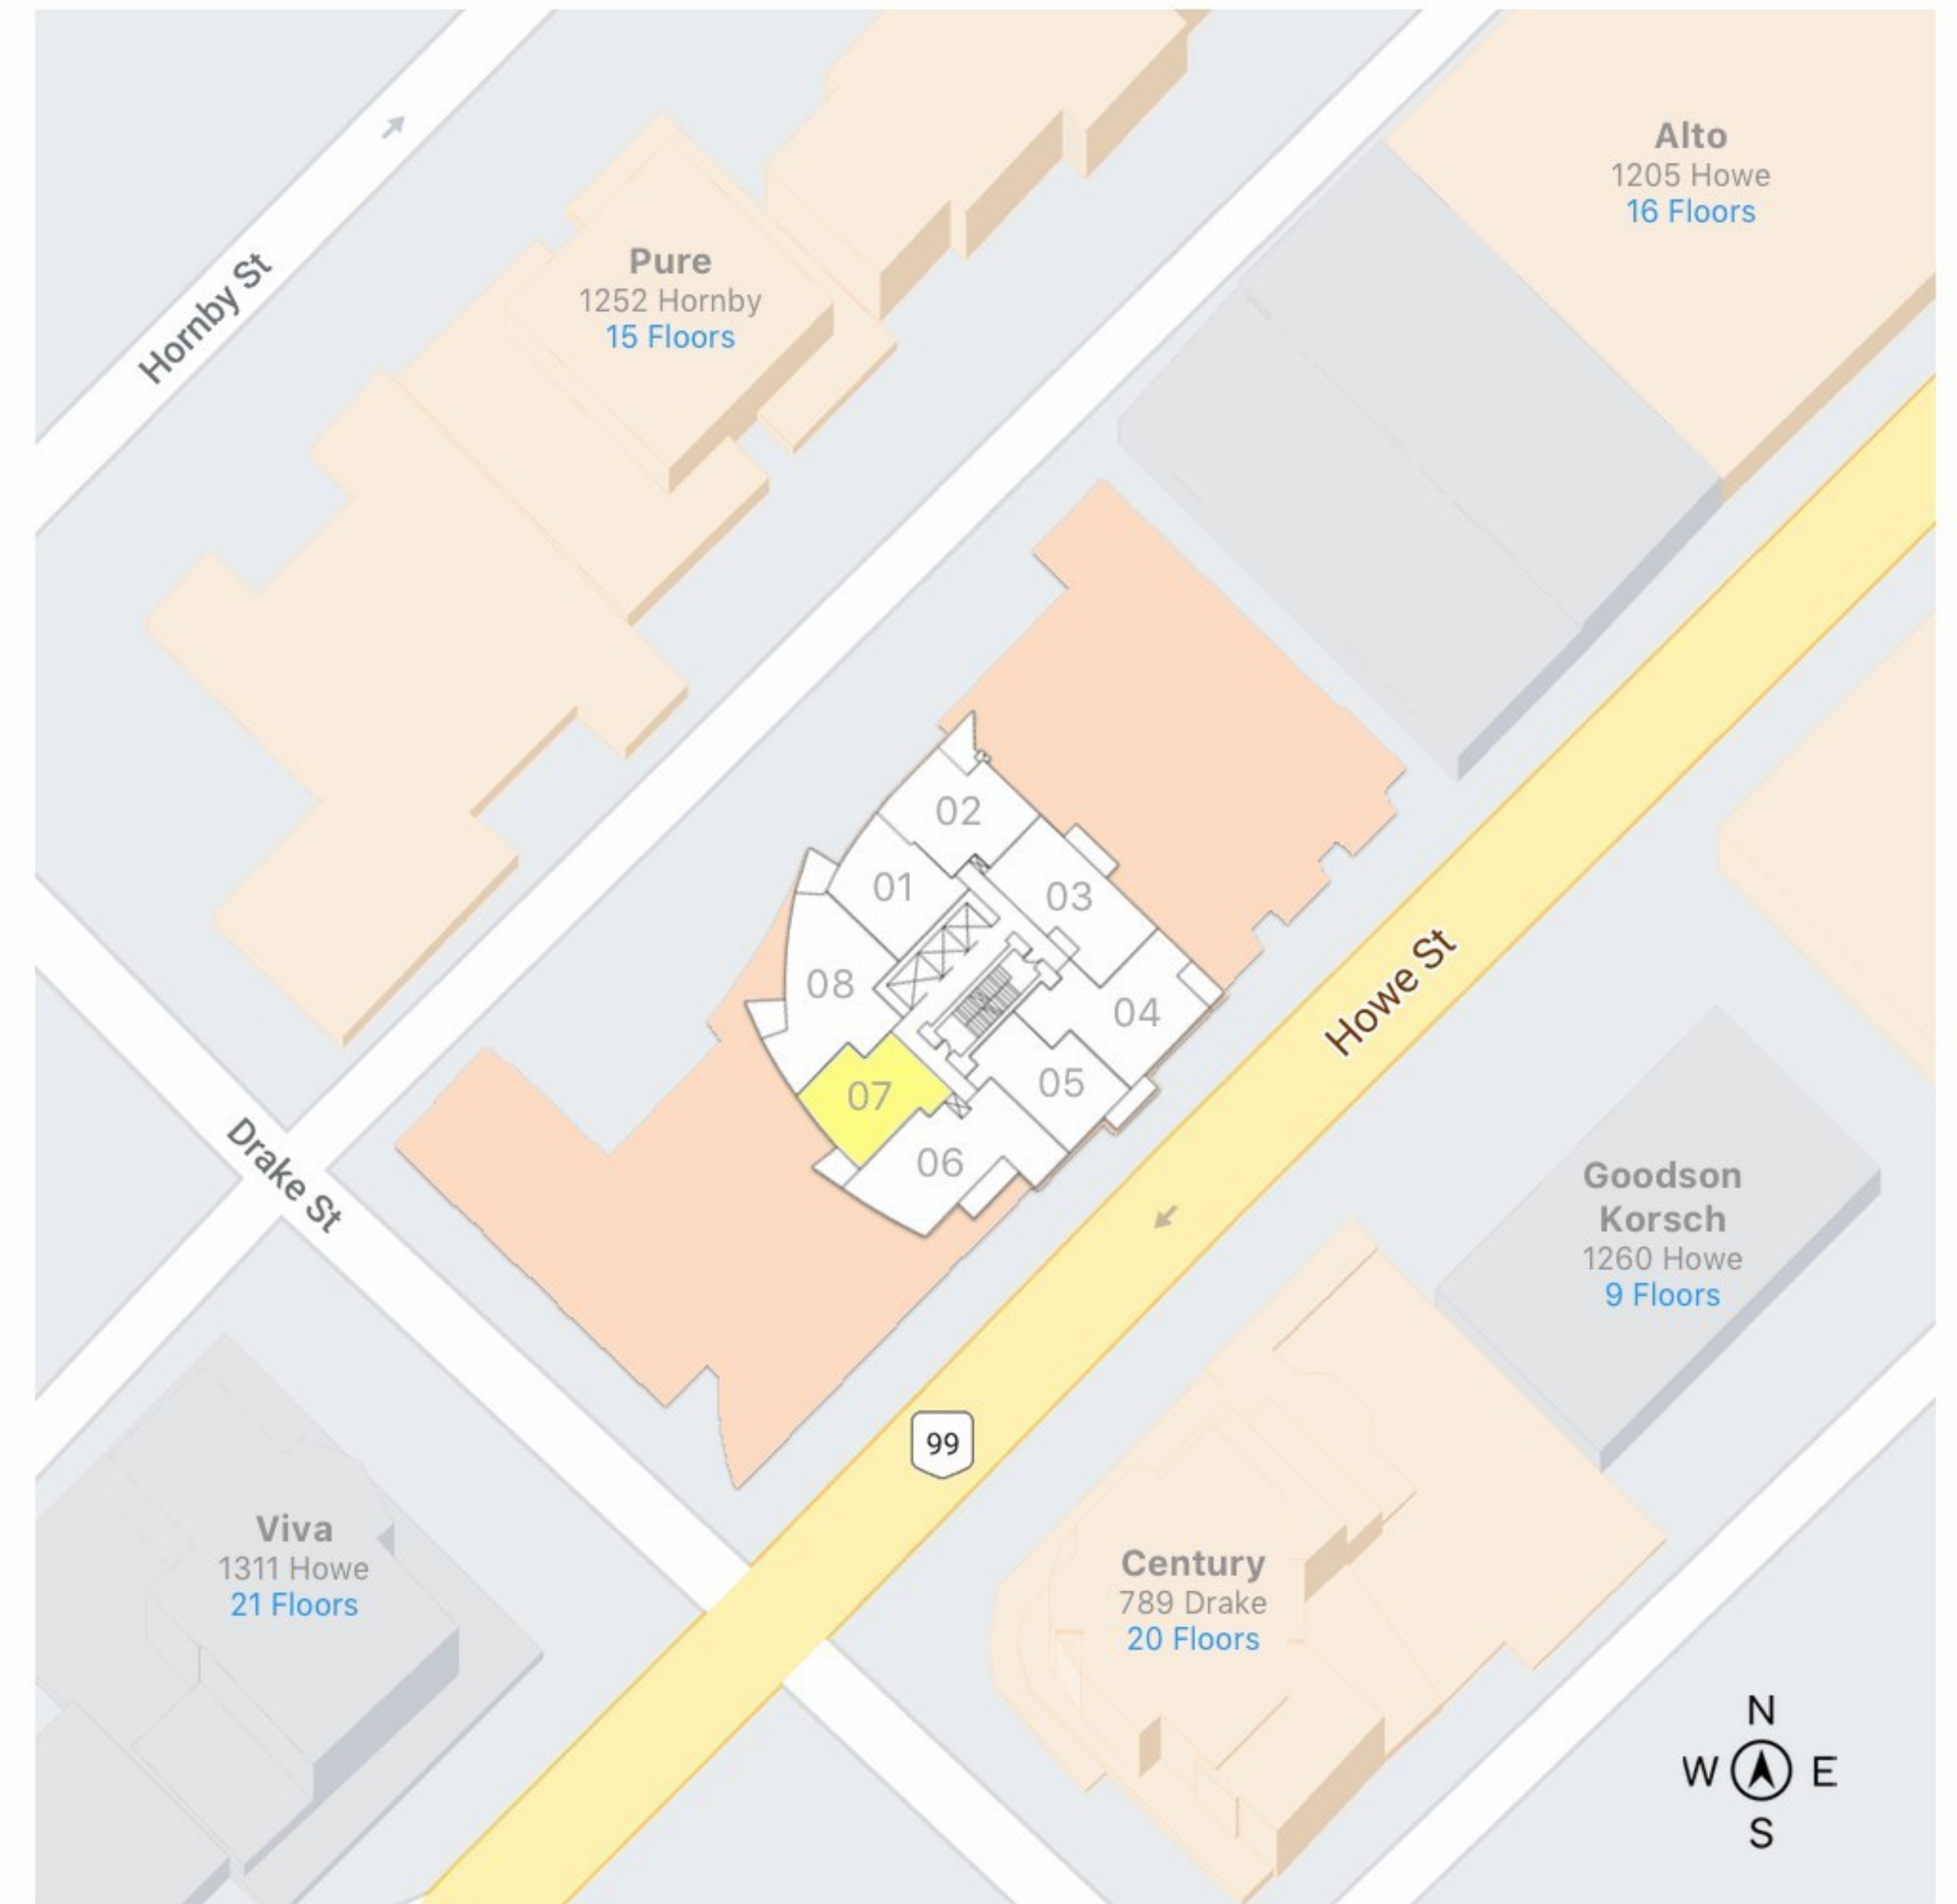 Alto
1205 Howe
16 Floors
Pure
1252 Hornby
15 Floors
Hornby St
02
01
03
08
04
07
05
06
Howe St
Drake St
Goodson
Korsch
1260 Howe
9 Floors
99
Viva
1311 Howe
21 Floors
Century
789 Drake
20 Floors
N
W E
S